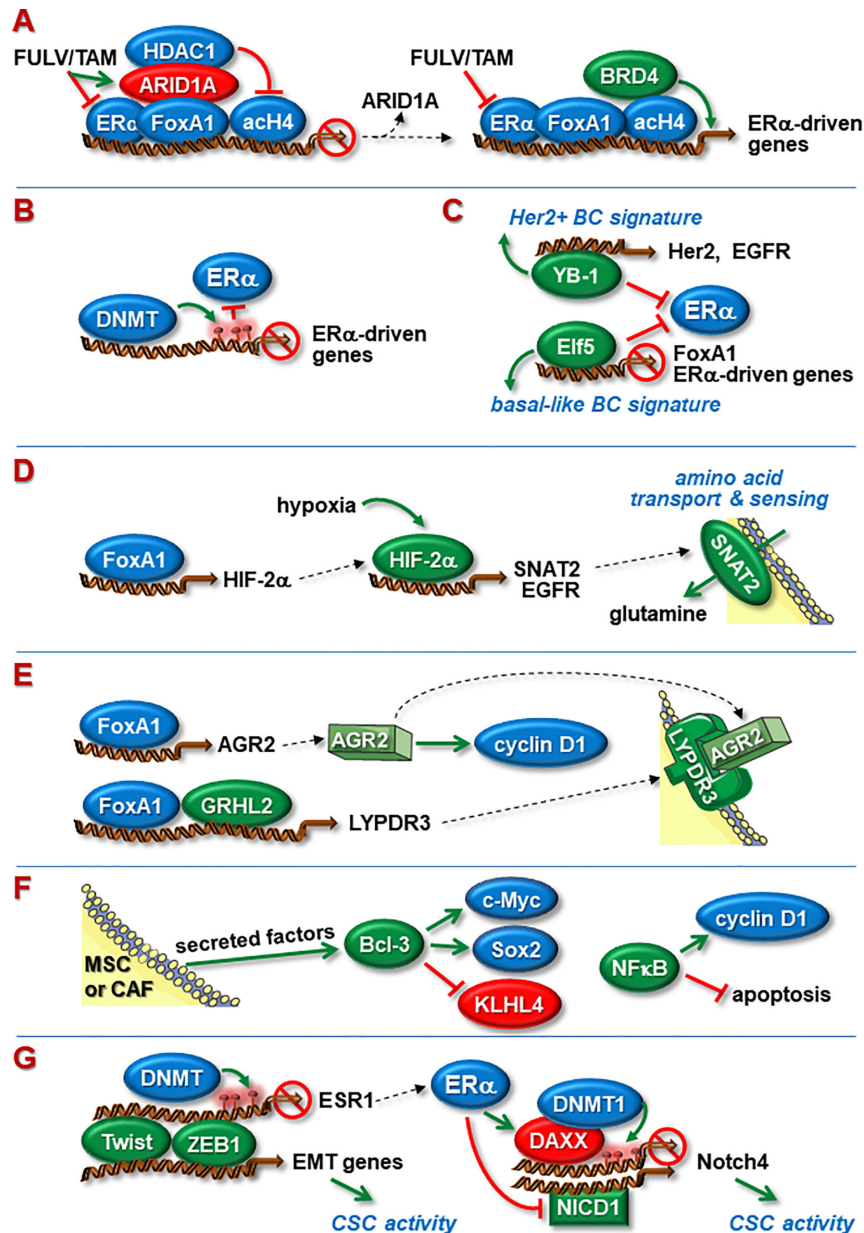 A
FULV/TAM
HDAC1
ARID1A
ERα
FoxA1
acH4
ARID1A
FULV/TAM
BRD4
ERα
FoxA1
acH4
ERα-driven
genes
B
ERα
DNMT
ERα-driven
genes
C
Her2+ BC signature
Her2, EGFR
YB-1
ERα
Elf5
FoxA1
ERα-driven genes
basal-like BC signature
D
hypoxia
amino acid
transport & sensing
FoxA1
HIF-2α
HIF-2α
SNAT2
EGFR
SNAT2
glutamine
E
FoxA1
AGR2
AGR2
cyclin D1
LYPDR3
AGR2
FoxA1
GRHL2
LYPDR3
F
MSC
or CAF
secreted factors
Bcl-3
c-Myc
Sox2
KLHL4
NFκB
cyclin D1
apoptosis
G
DNMT
ESR1
Twist
ZEB1
EMT genes
CSC activity
ERα
DNMT1
DAXX
NICD1
Notch4
CSC activity